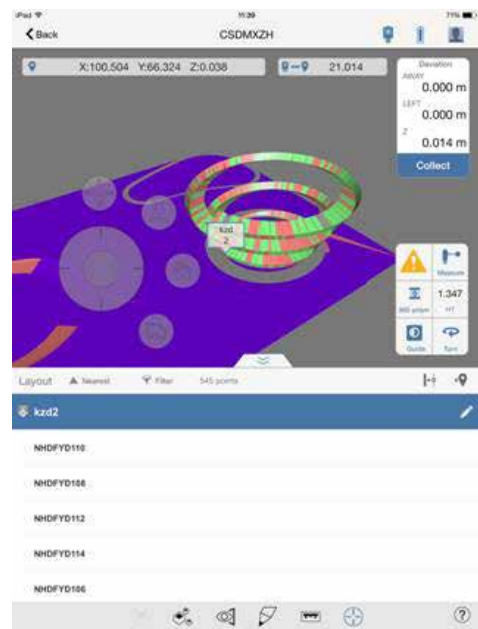 iPad 11:39 71%
Back CSDMXZH
X:100.504 Y:66.324 Z:0.038 21.014
Deviation
AWAY
0.000 m
LEFT
0.000 m
Z
0.014 m
Collect
kzd
2
Measure
1.347
MS prism HT
Guide Turn
Layout Nearest Filter 545 points
kzd2
NHDFYD110
NHDFYD108
NHDFYD112
NHDFYD114
NHDFYD106
?